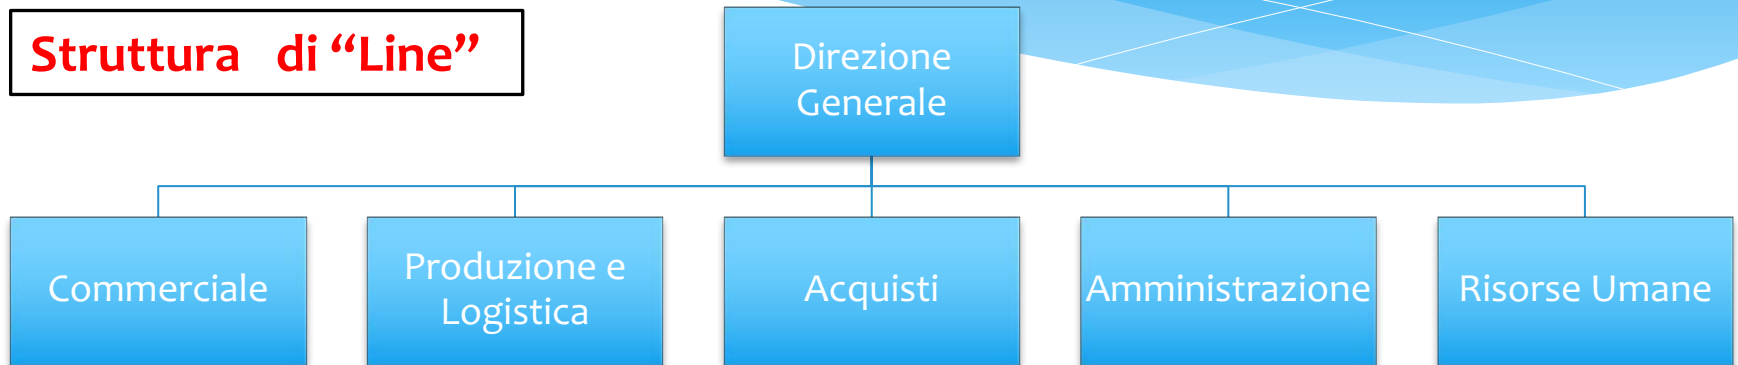 Struttura di “Line”
Direzione
Generale
Commerciale
Produzione e
Logistica
Acquisti
Amministrazione
Risorse Umane